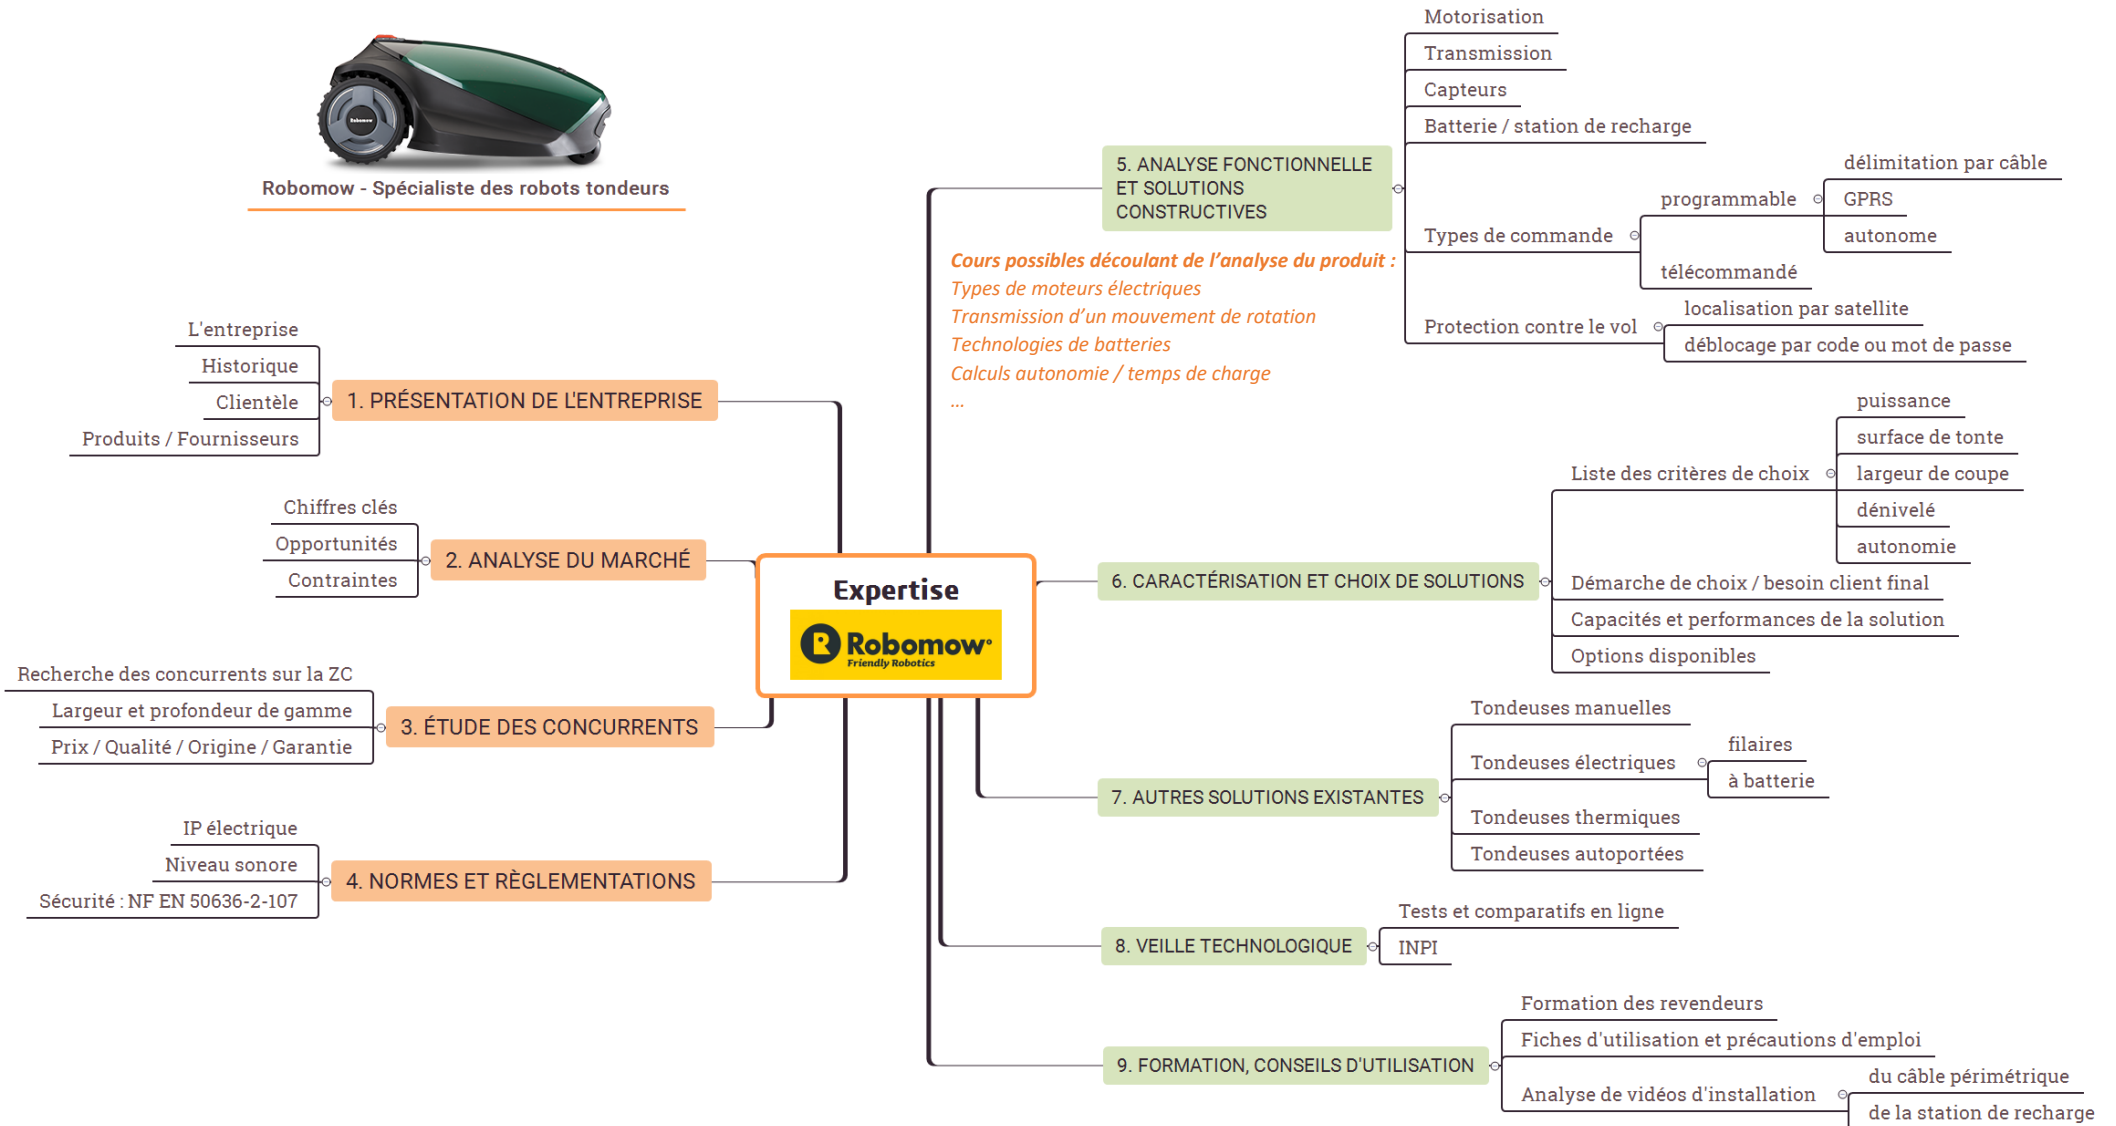 Robomow
Robomow - Spécialiste des robots tondeurs
Expertise
R Robomow
Friendly Robotics
1. PRÉSENTATION DE L'ENTREPRISE
L'entreprise
Historique
Clientèle
Produits / Fournisseurs
2. ANALYSE DU MARCHÉ
Chiffres clés
Opportunités
Contraintes
3. ÉTUDE DES CONCURRENTS
Recherche des concurrents sur la ZC
Largeur et profondeur de gamme
Prix / Qualité / Origine / Garantie
4. NORMES ET RÈGLEMENTATIONS
IP électrique
Niveau sonore
Sécurité : NF EN 50636-2-107
5. ANALYSE FONCTIONNELLE
ET SOLUTIONS
CONSTRUCTIVES
Motorisation
Transmission
Capteurs
Batterie / station de recharge
Types de commande
programmable
délimitation par câble
GPRS
autonome
télécommandé
Protection contre le vol
localisation par satellite
déblocage par code ou mot de passe
Cours possibles découlant de l’analyse du produit :
Types de moteurs électriques
Transmission d’un mouvement de rotation
Technologies de batteries
Calculs autonomie / temps de charge
...
6. CARACTÉRISATION ET CHOIX DE SOLUTIONS
Liste des critères de choix
puissance
surface de tonte
largeur de coupe
dénivelé
autonomie
Démarche de choix / besoin client final
Capacités et performances de la solution
Options disponibles
7. AUTRES SOLUTIONS EXISTANTES
Tondeuses manuelles
Tondeuses électriques
filaires
à batterie
Tondeuses thermiques
Tondeuses autoportées
8. VEILLE TECHNOLOGIQUE
Tests et comparatifs en ligne
INPI
9. FORMATION, CONSEILS D'UTILISATION
Formation des revendeurs
Fiches d'utilisation et précautions d'emploi
Analyse de vidéos d'installation
du câble périmétrique
de la station de recharge